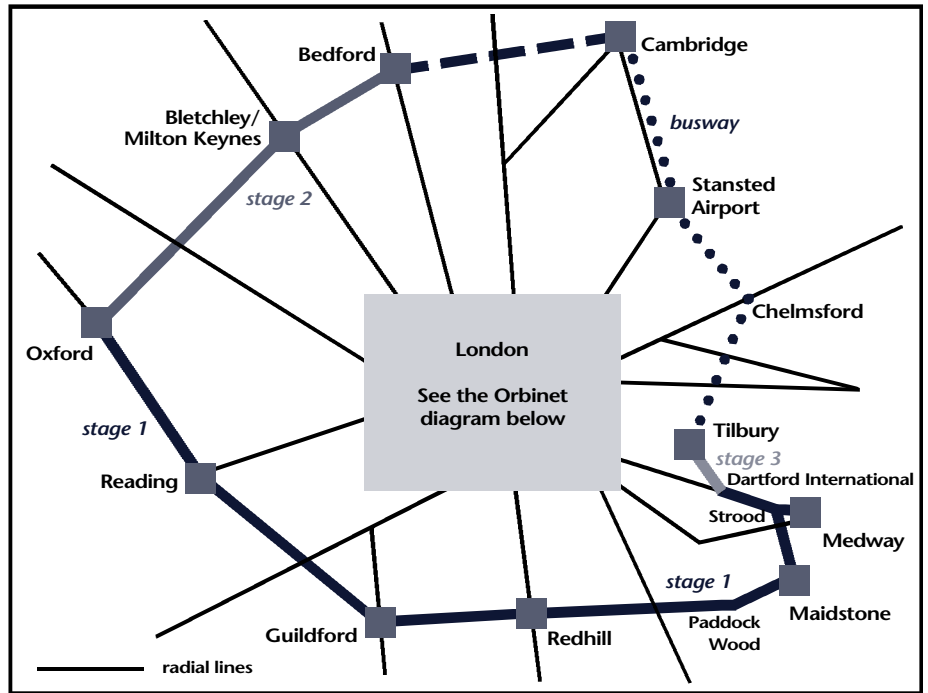 Bedford
Cambridge
Bletchley/
Milton Keynes
busway
stage 2
Stansted
Airport
Chelmsford
Oxford
London
See the Orbinet
diagram below
stage 1
Tilbury
stage 3
Dartford International
Reading
Strood
Medway
stage 1
Maidstone
Guildford
Redhill
Paddock
Wood
radial lines